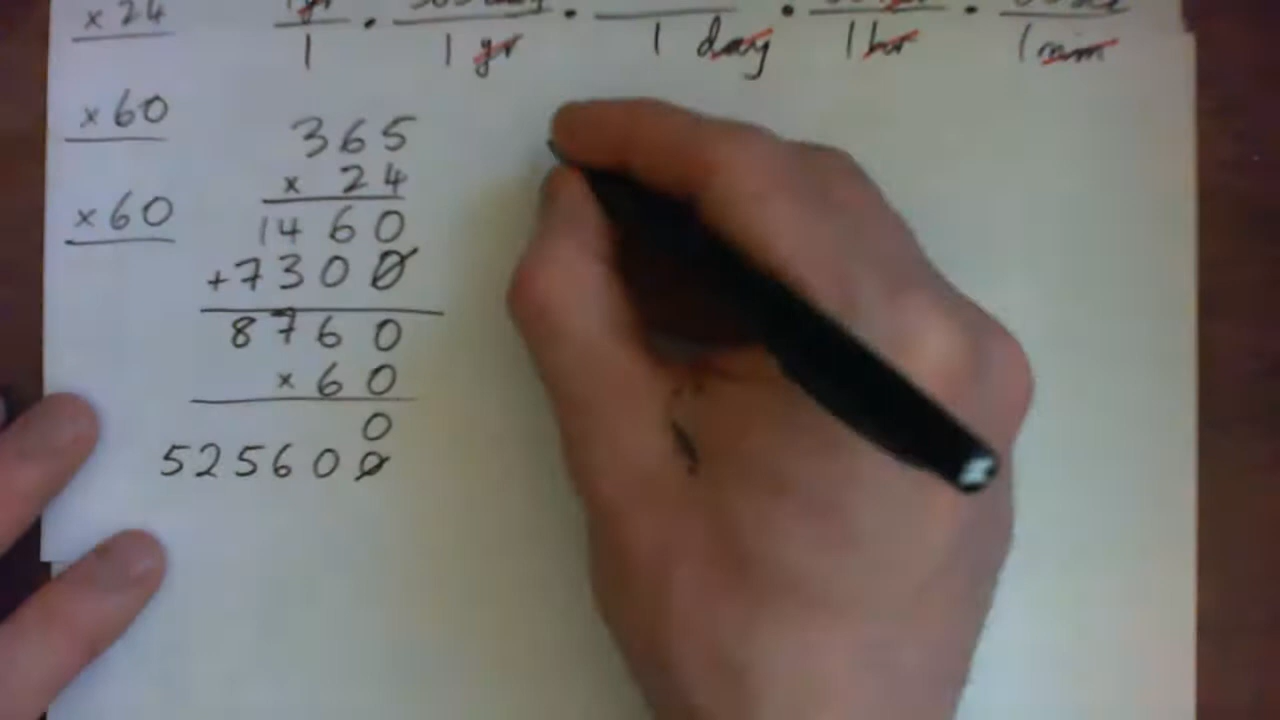 x 24
1 · 1 yr · 1 day · 1 hr · 1 min
x 60
x 60
365
x 24
1460
+7300
8760
x 60
0
525600